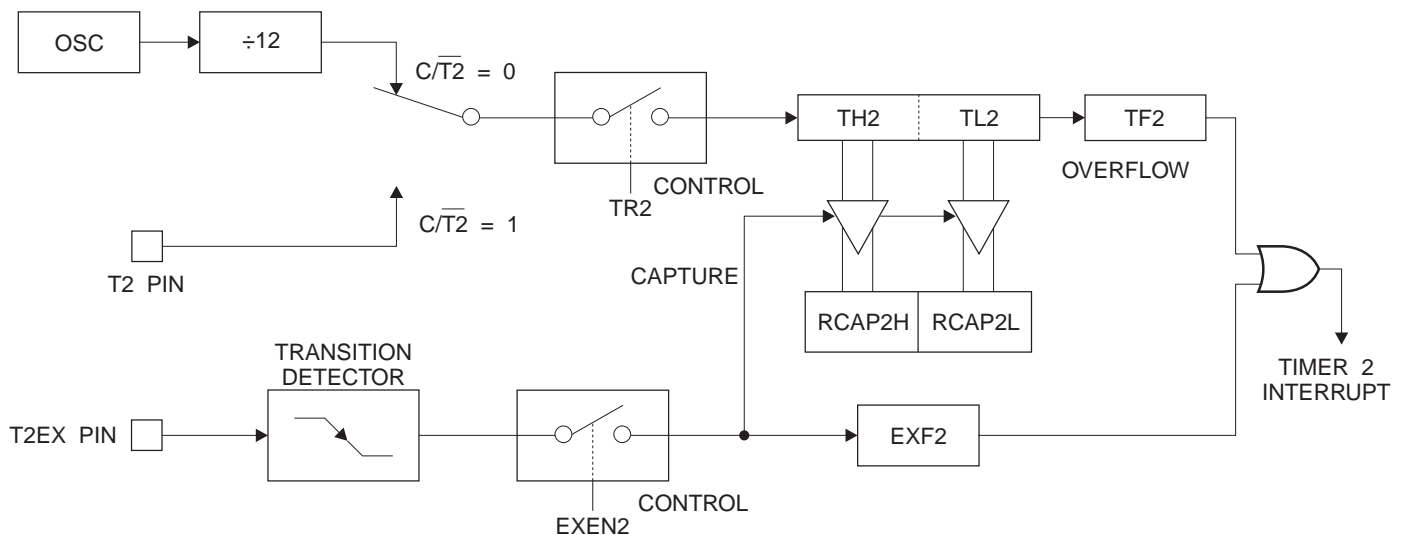 OSC
÷12
C/T2 = 0
TH2
TL2
TF2
OVERFLOW
CONTROL
TR2
C/T2 = 1
T2 PIN
CAPTURE
RCAP2H
RCAP2L
TRANSITION
DETECTOR
TIMER 2
INTERRUPT
T2EX PIN
EXF2
CONTROL
EXEN2